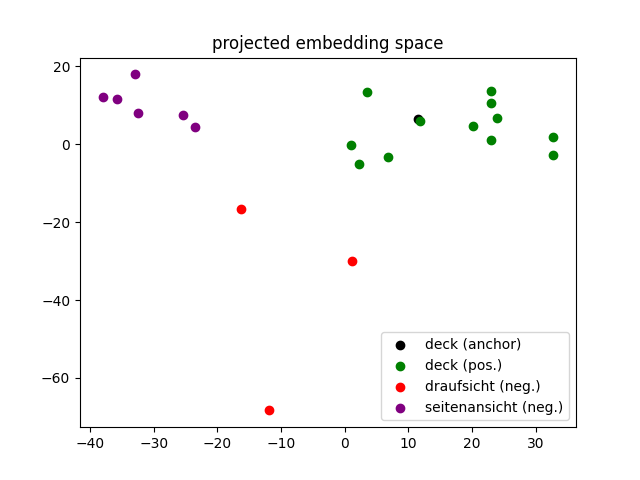 projected embedding space
20
0
−20
−40
−60
−40
−30
−20
−10
0
10
20
30
deck (anchor)
deck (pos.)
draufsicht (neg.)
seitenansicht (neg.)